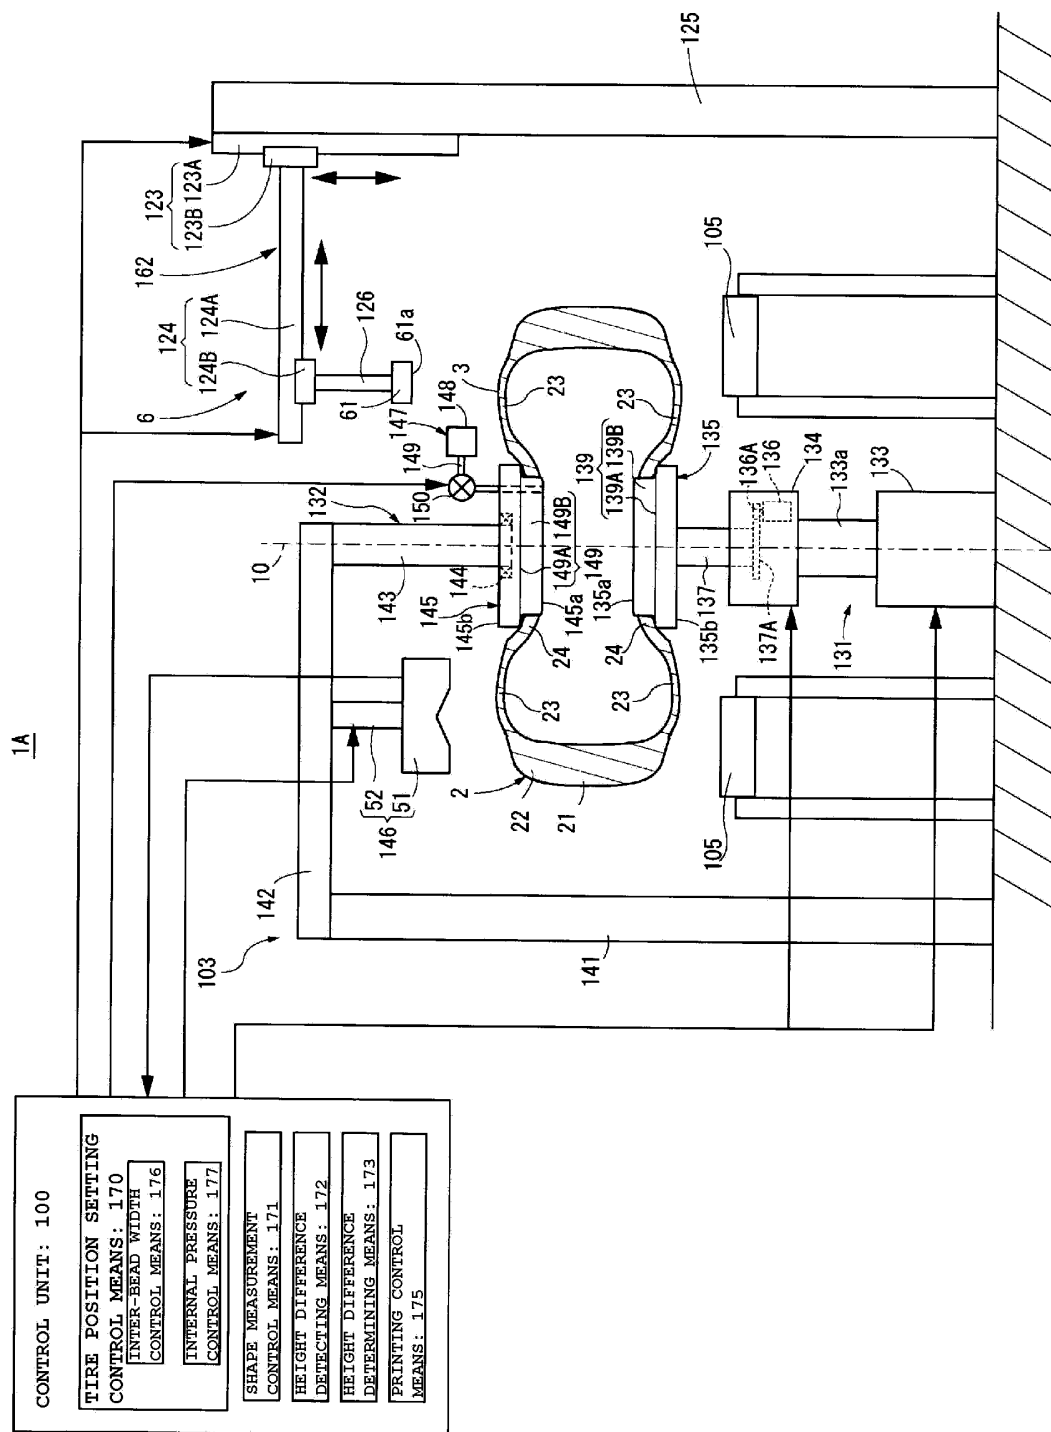 1A
CONTROL UNIT: 100
TIRE POSITION SETTING
CONTROL MEANS: 170
INTER-BEAD WIDTH
CONTROL MEANS: 176
INTERNAL PRESSURE
CONTROL MEANS: 177
SHAPE MEASUREMENT
CONTROL MEANS: 171
HEIGHT DIFFERENCE
DETECTING MEANS: 172
HEIGHT DIFFERENCE
DETERMINING MEANS: 173
PRINTING CONTROL
MEANS: 175
103
142
141
146
52
51
2
22
21
23
23
24
24
105
10
132
143
144
145
145b
145a
149A
149B
149
150
149
147
148
3
23
23
6
124
124B
124A
162
123
123B
123A
126
61
61a
125
135a
135b
139
139A
139B
135
137
137A
136A
136
134
133a
133
131
105